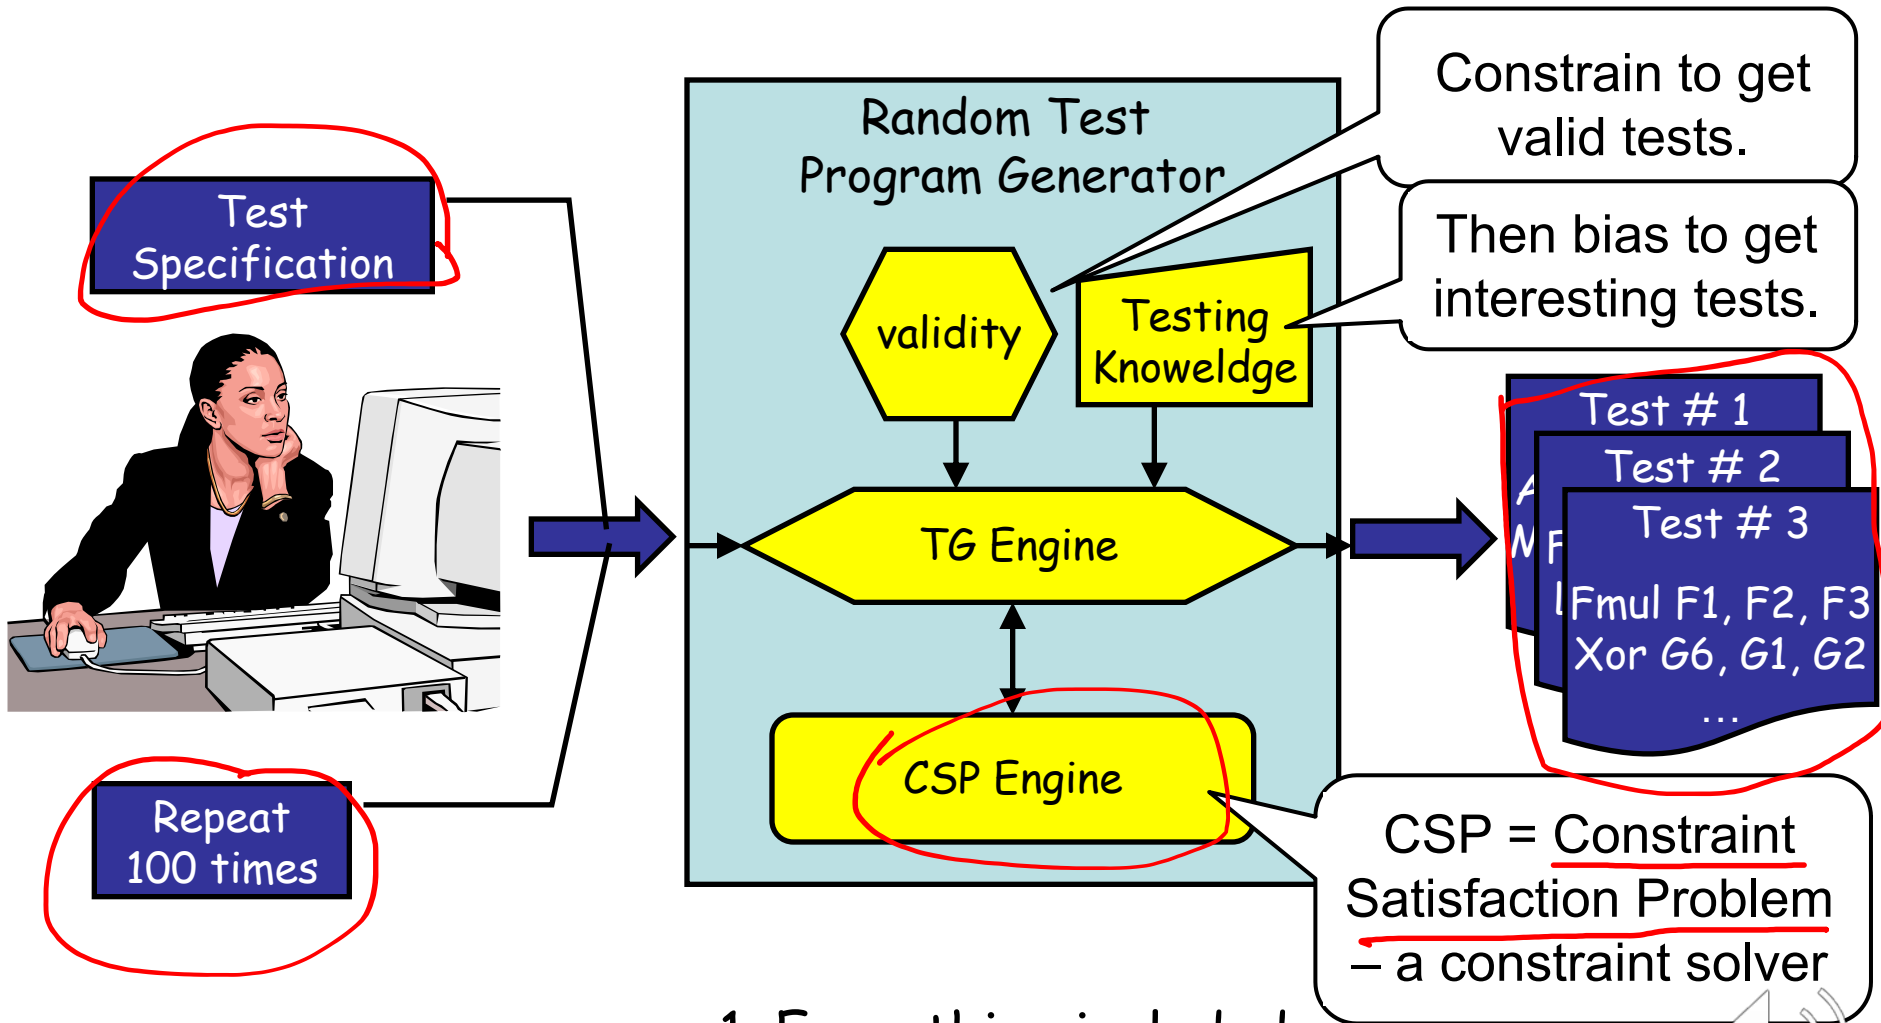 Test
Specification
Repeat
100 times
Random Test
Program Generator
validity
Testing
Knoweldge
TG Engine
CSP Engine
Constrain to get
valid tests.
Then bias to get
interesting tests.
Test # 1
A
M
Test # 2
F
L
Test # 3
Fmul F1, F2, F3
Xor G6, G1, G2
...
CSP = Constraint
Satisfaction Problem
– a constraint solver